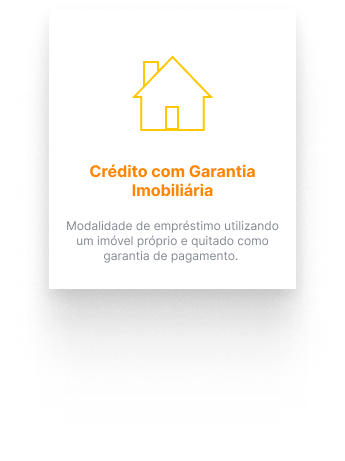 Crédito com Garantia
Imobiliária
Modalidade de empréstimo utilizando
um imóvel próprio e quitado como
garantia de pagamento.